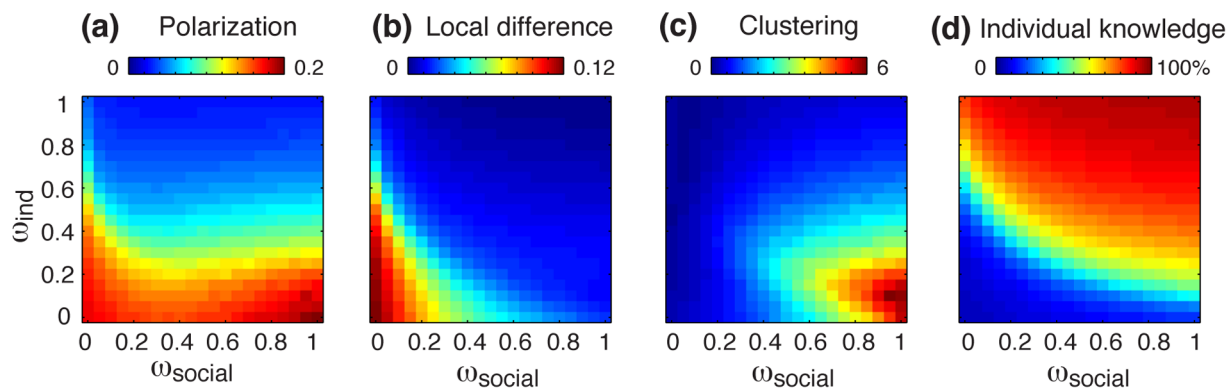 (a) Polarization (b) Local difference (c) Clustering (d) Individual knowledge
0 0.2 0 0.12 0 6 0 100%
1
0.8
0.6
0.4
0.2
0
ωind
0 0.2 0.4 0.6 0.8 1 0 0.2 0.4 0.6 0.8 1 0 0.2 0.4 0.6 0.8 1 0 0.2 0.4 0.6 0.8 1
ωsocial ωsocial ωsocial ωsocial